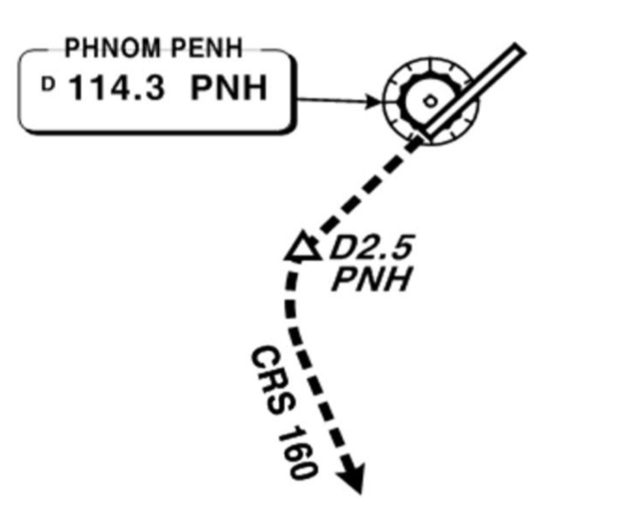 PHNOM PENH
D 114.3 PNH
D2.5
PNH
CRS 160